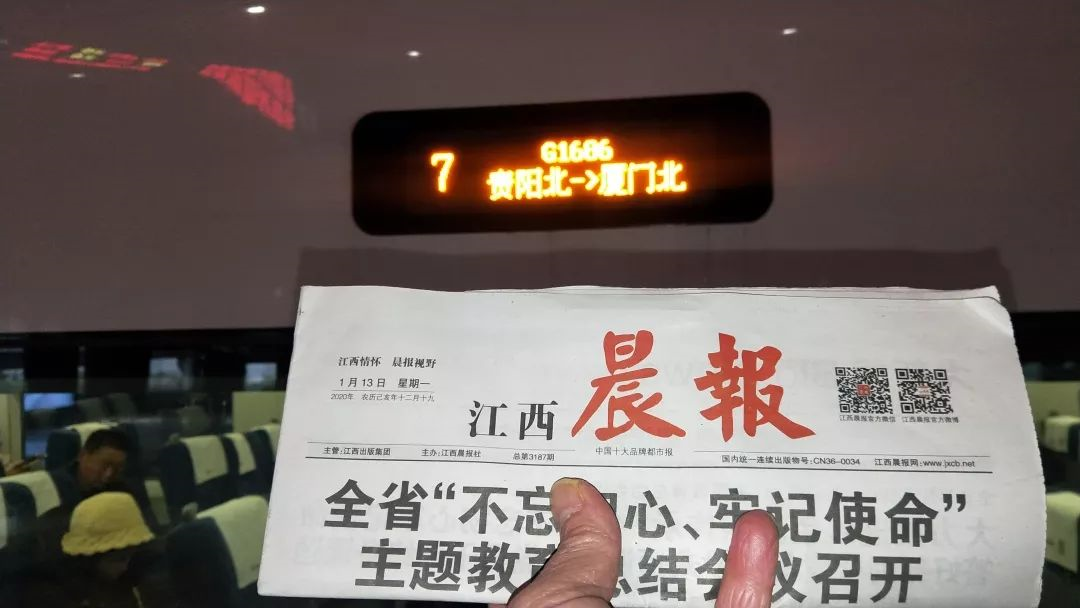 7
G1686
贵阳北->厦门北
江西情怀 晨报视野
1月13日 星期一
2020年 农历己亥年十二月十九
江西晨報
江西晨报官方微信 江西晨报官方微博
主管:江西出版集团 主办:江西晨报社 总第3187期
中国十大品牌都市报
国内统一连续出版物号:CN36-0034 江西晨报网:www.jxcb.net
全省“不忘 心、牢记使命”
主题教育总结会议召开